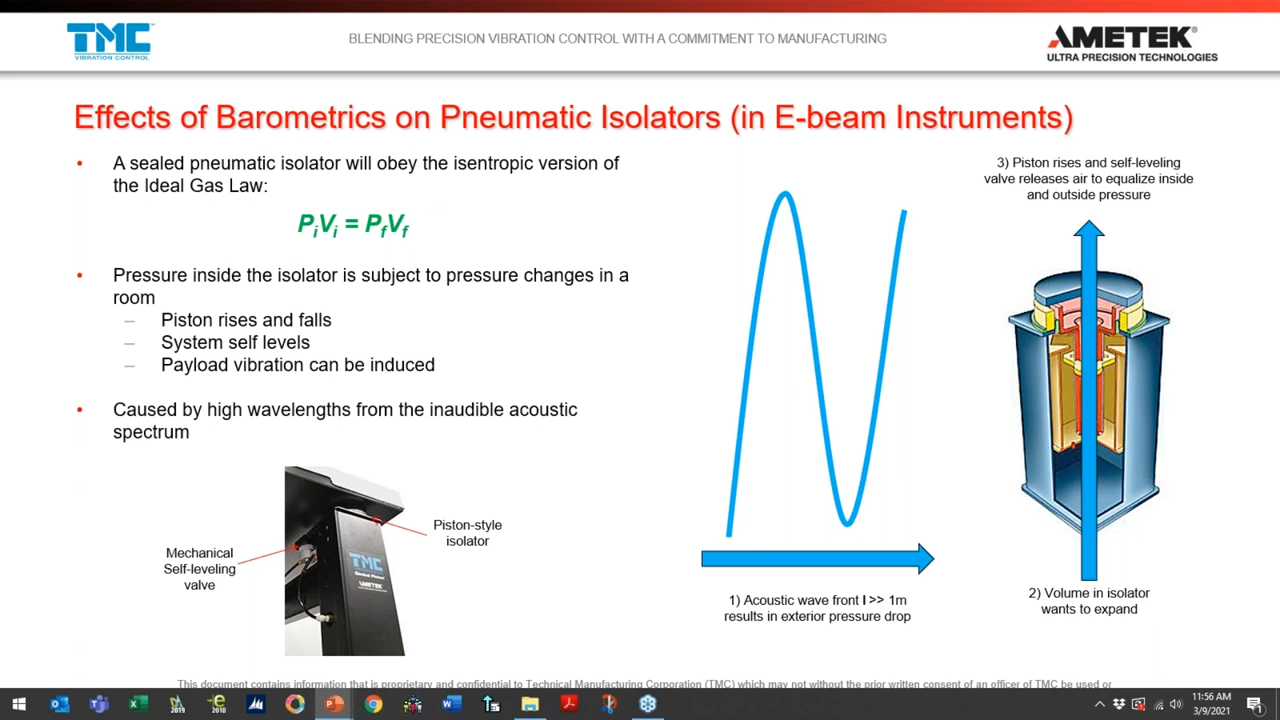 TMC
VIBRATION CONTROL
BLENDING PRECISION VIBRATION CONTROL WITH A COMMITMENT TO MANUFACTURING
AMETEK®
ULTRA PRECISION TECHNOLOGIES
Effects of Barometrics on Pneumatic Isolators (in E-beam Instruments)
• A sealed pneumatic isolator will obey the isentropic version of
the Ideal Gas Law:
PiVi = PfVf
• Pressure inside the isolator is subject to pressure changes in a
room
– Piston rises and falls
– System self levels
– Payload vibration can be induced
• Caused by high wavelengths from the inaudible acoustic
spectrum
Mechanical
Self-leveling
valve
Piston-style
isolator
TMC
AMETEK
1) Acoustic wave front l >> 1m
results in exterior pressure drop
3) Piston rises and self-leveling
valve releases air to equalize inside
and outside pressure
2) Volume in isolator
wants to expand
This document contains information that is proprietary and confidential to Technical Manufacturing Corporation (TMC) which may not without the prior written consent of an officer of TMC be used or
2019
2018
11:56 AM
3/9/2021